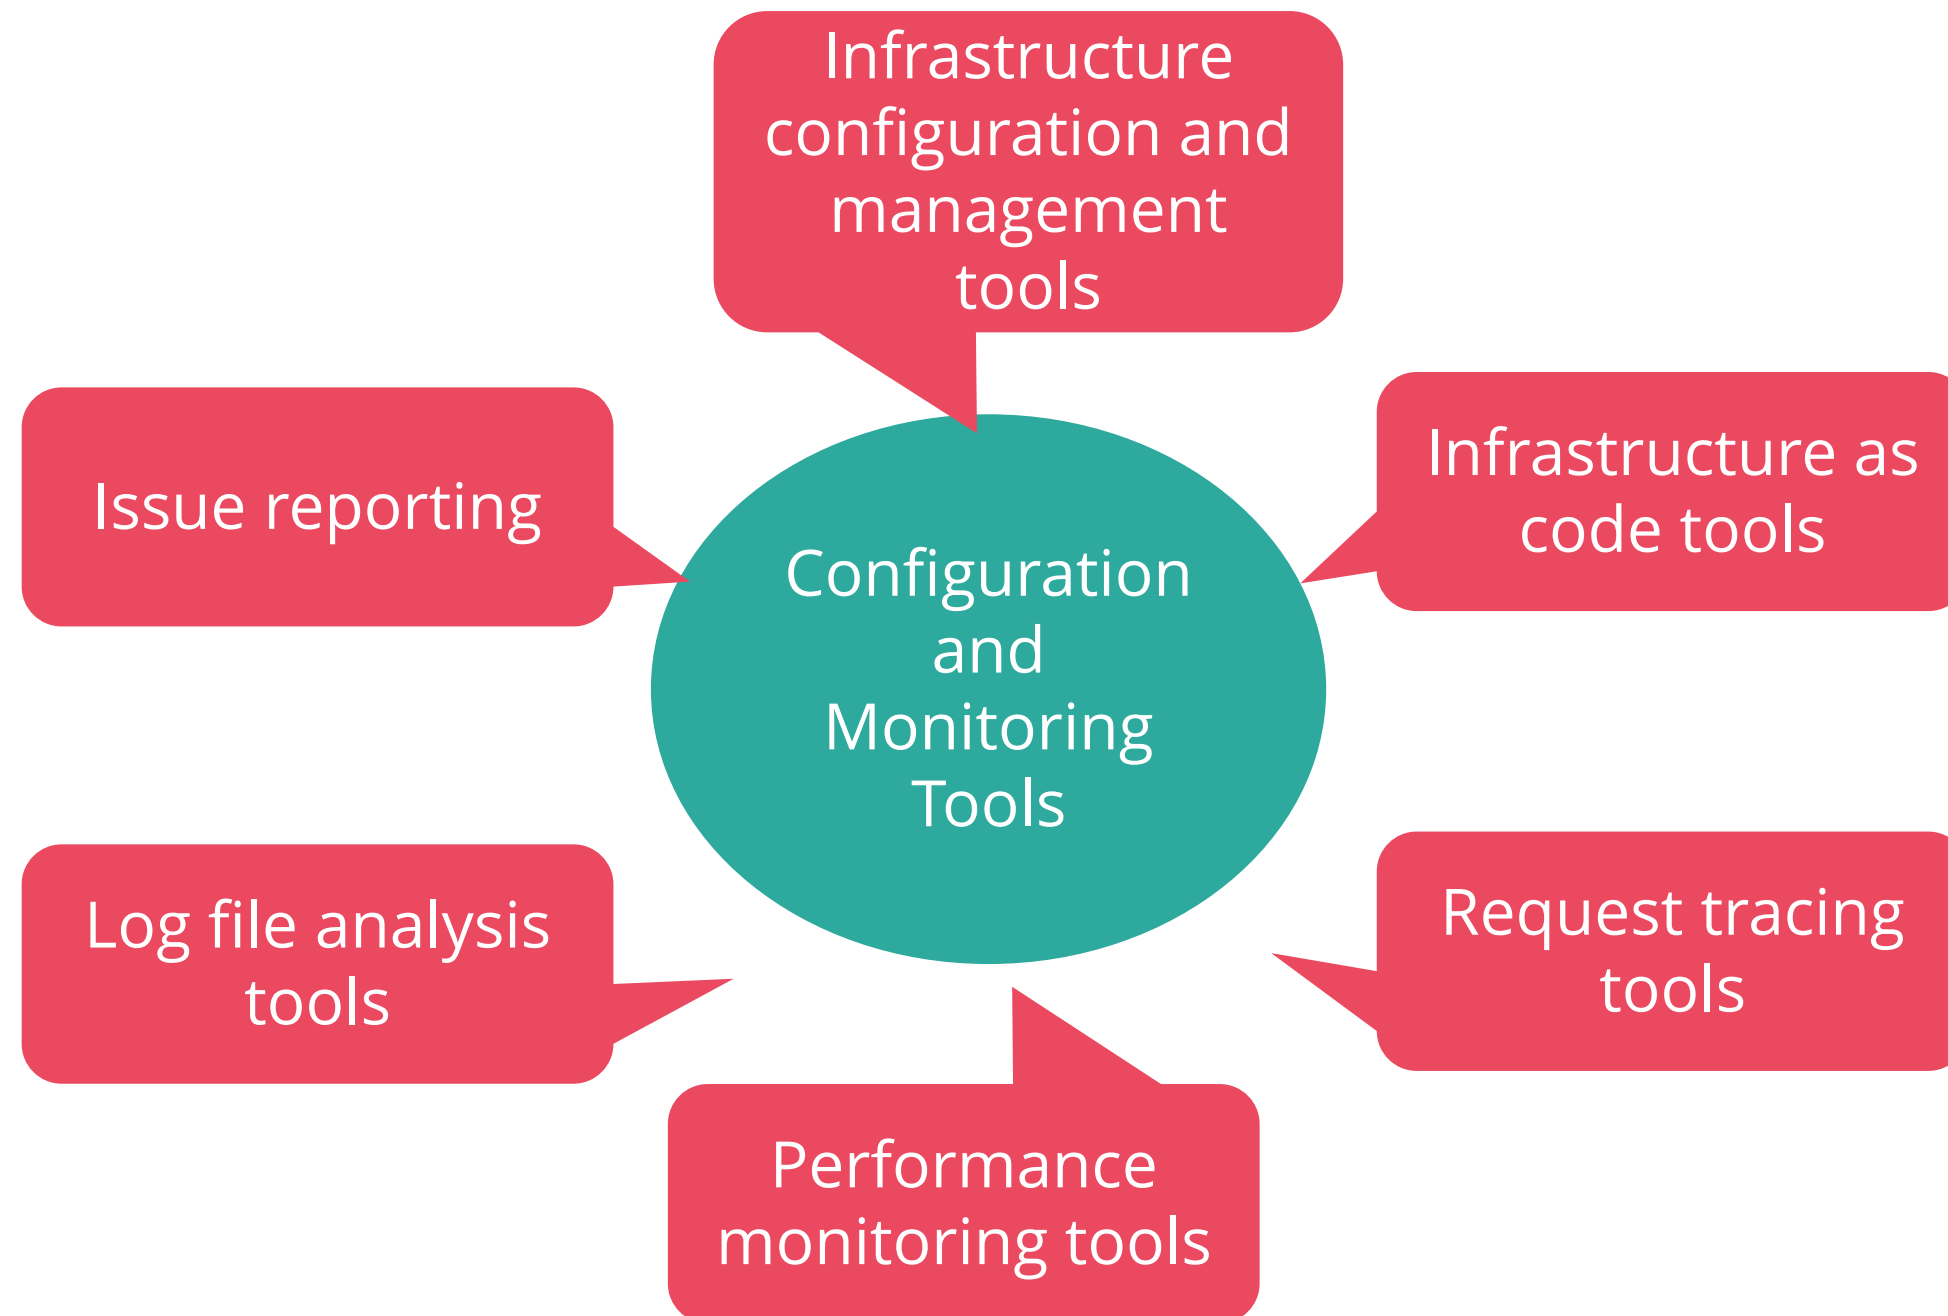 Infrastructure
configuration and
management
tools
Issue reporting
Infrastructure as
code tools
Configuration
and
Monitoring
Tools
Log file analysis
tools
Request tracing
tools
Performance
monitoring tools